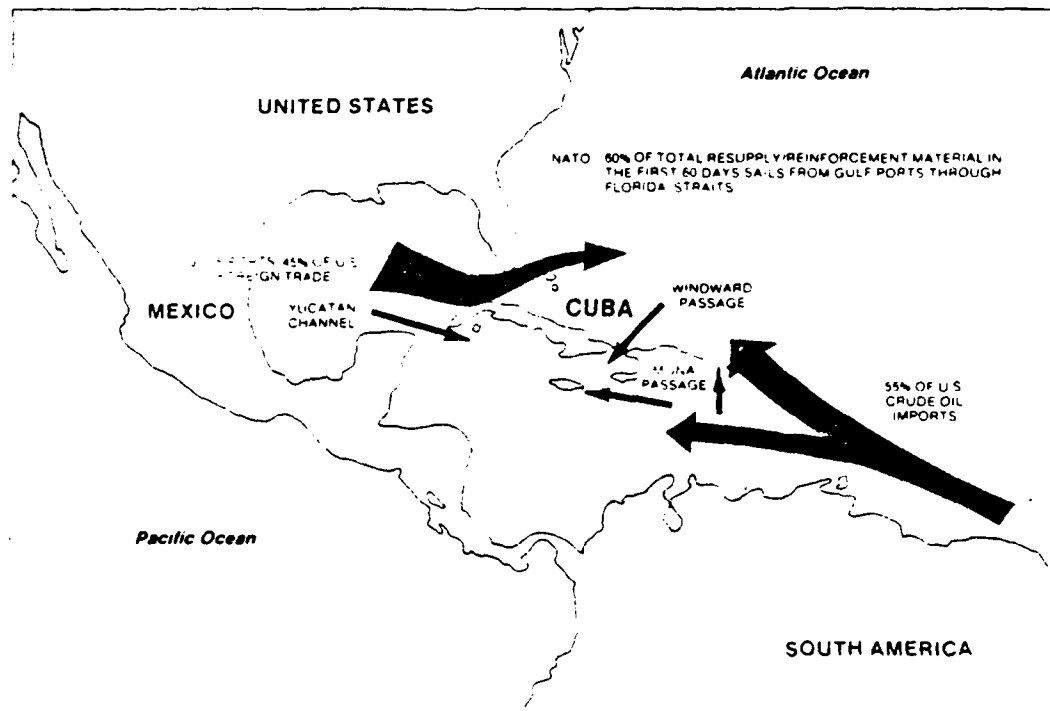 Atlantic Ocean
UNITED STATES
NATO 60% OF TOTAL RESUPPLY/REINFORCEMENT MATERIAL IN
THE FIRST 60 DAYS SAILS FROM GULF PORTS THROUGH
FLORIDA STRAITS
45% OF U.S.
TRADE
MEXICO
YUCATAN
CHANNEL
CUBA
WINDWARD
PASSAGE
MONA
PASSAGE
55% OF U.S.
CRUDE OIL
IMPORTS
Pacific Ocean
SOUTH AMERICA